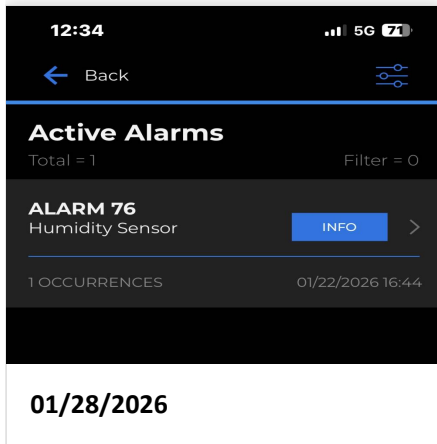 12:34 5G 71
Back
Active Alarms
Total = 1 Filter = 0
ALARM 76
Humidity Sensor
INFO
1 OCCURRENCES 01/22/2026 16:44
01/28/2026